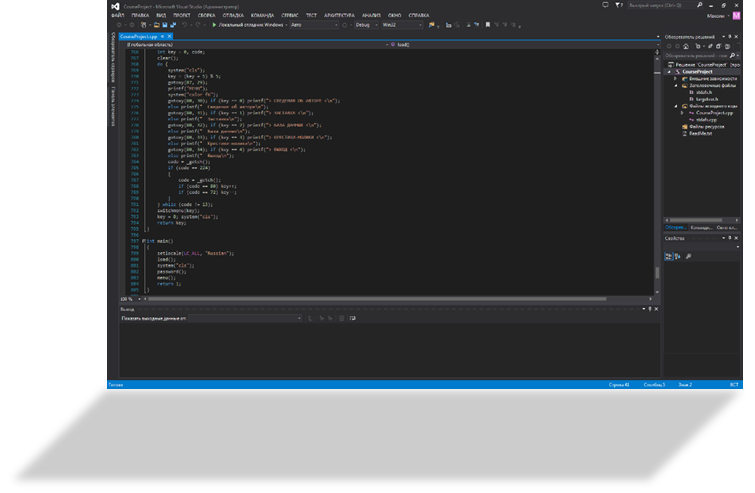 CourseProject - Microsoft Visual Studio (Администратор)
Быстрый запуск (Ctrl+Q)
ФАЙЛ ПРАВКА ВИД ПРОЕКТ СБОРКА ОТЛАДКА КОМАНДА СЕРВИС ТЕСТ АРХИТЕКТУРА АНАЛИЗ ОКНО СПРАВКА
Максим M
Локальный отладчик Windows Авто Debug Win32
Обозреватель серверов
Панель элементов
CourseProject.cpp
(Глобальная область) load()
766 int key = 0, code;
767 clear();
768 do {
769 system("cls");
770 key = (key + 5) % 5;
771 gotoxy(87, 29);
772 printf("МЕНЮ");
773 system("color F0");
774 gotoxy(80, 30); if (key == 0) printf("> СВЕДЕНИЯ ОБ АВТОРЕ <\n");
775 else printf("  Сведения об авторе\n");
776 gotoxy(80, 31); if (key == 1) printf("> ЗАСТАВКА <\n");
777 else printf("  Заставка\n");
778 gotoxy(80, 32); if (key == 2) printf("> БАЗА ДАННЫХ <\n");
779 else printf("  База данных\n");
780 gotoxy(80, 33); if (key == 3) printf("> КРЕСТИКИ-НОЛИКИ <\n");
781 else printf("  Крестики-нолики\n");
782 gotoxy(80, 34); if (key == 4) printf("> ВЫХОД <\n");
783 else printf("  Выход\n");
784 code = _getch();
785 if (code == 224)
786 {
787 code = _getch();
788 if (code == 80) key++;
789 if (code == 72) key--;
790 }
791 } while (code != 13);
792 switchmenu(key);
793 key = 0; system("cls");
794 return key;
795 }
796
797 int main()
798 {
799 setlocale(LC_ALL, "Russian");
800 load();
801 system("cls");
802 password();
803 menu();
804 return 1;
805 }
100 %
Вывод
Показать выходные данные от:
Обозреватель решений
Обозреватель решений — поиск
Решение "CourseProject"
CourseProject
Внешние зависимости
Заголовочные файлы
stdafx.h
targetver.h
Файлы исходного кода
CourseProject.cpp
stdafx.cpp
Файлы ресурсов
ReadMe.txt
Свойства
Готово
Строка 41 Столбец 5 Знак 2 ВСТ